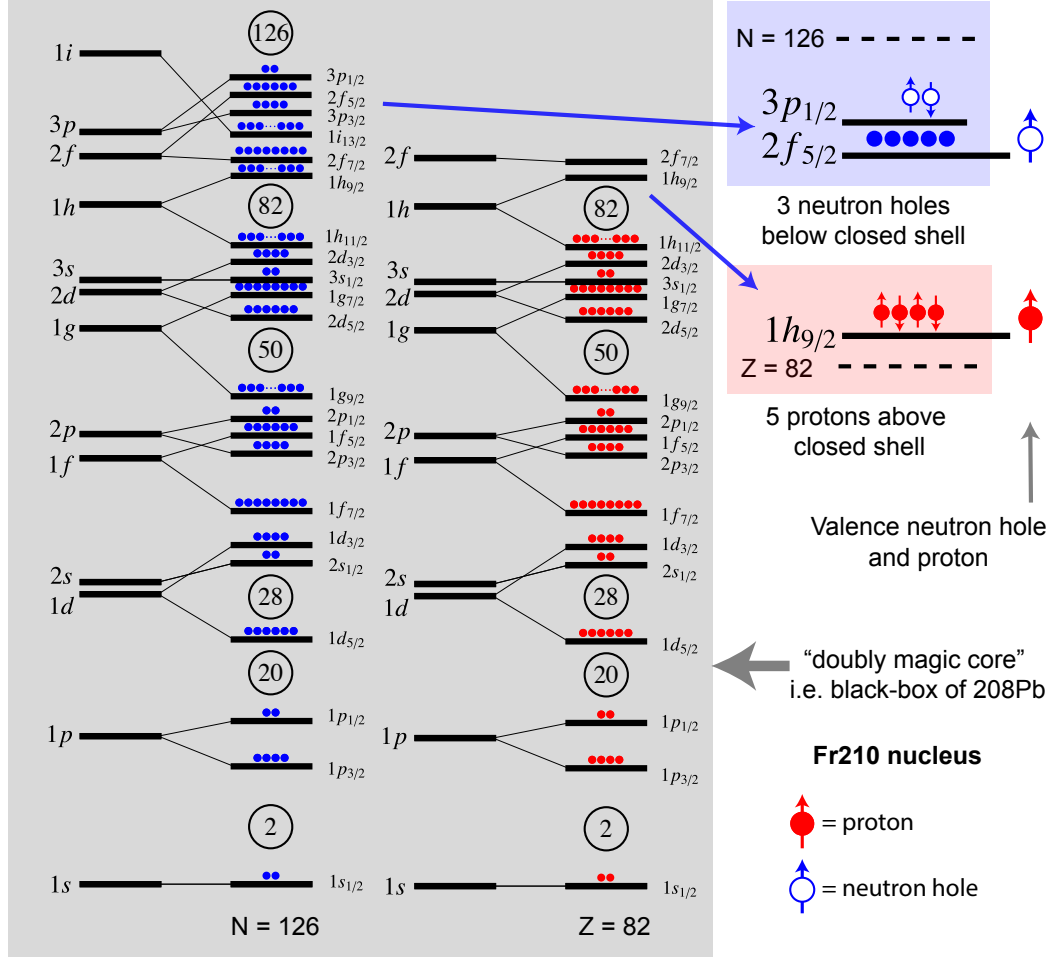 126
1i
3p1/2
2f5/2
3p3/2
3p
1i13/2
2f
2f7/2
1h9/2
82
1h
1h11/2
2d3/2
3s
3s1/2
2d
1g7/2
1g
2d5/2
50
1g9/2
2p1/2
2p
1f5/2
1f
2p3/2
1f7/2
1d3/2
2s
2s1/2
1d
28
1d5/2
20
1p1/2
1p
1p3/2
2
1s
1s1/2
N = 126
2f
2f7/2
1h9/2
82
1h
1h11/2
2d3/2
3s
3s1/2
2d
1g7/2
1g
2d5/2
50
1g9/2
2p1/2
2p
1f5/2
1f
2p3/2
1f7/2
1d3/2
2s
2s1/2
1d
28
1d5/2
20
1p1/2
1p
1p3/2
2
1s
1s1/2
Z = 82
N = 126
3p1/2
2f5/2
3 neutron holes
below closed shell
1h9/2
Z = 82
5 protons above
closed shell
Valence neutron hole
and proton
“doubly magic core”
i.e. black-box of 208Pb
Fr210 nucleus
= proton
= neutron hole